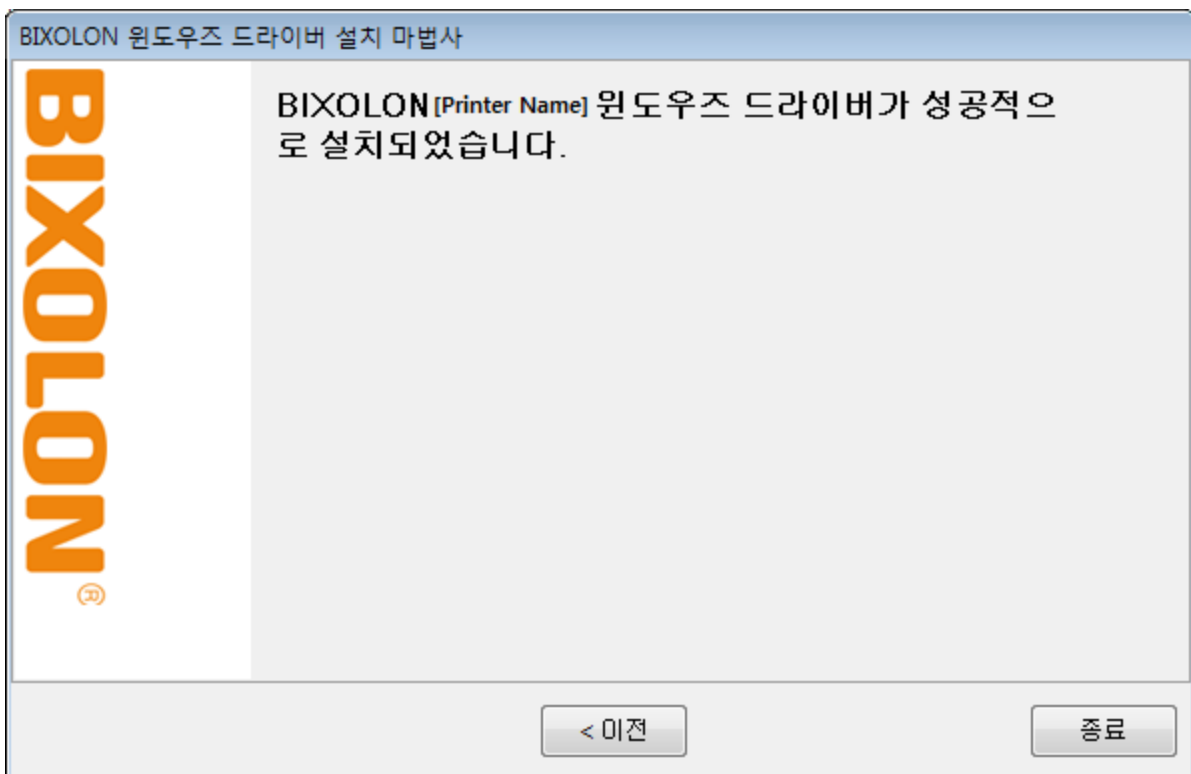 BIXOLON 윈도우즈 드라이버 설치 마법사
BIXOLON®
BIXOLON[Printer Name] 윈도우즈 드라이버가 성공적으
로 설치되었습니다.
< 이전
종료